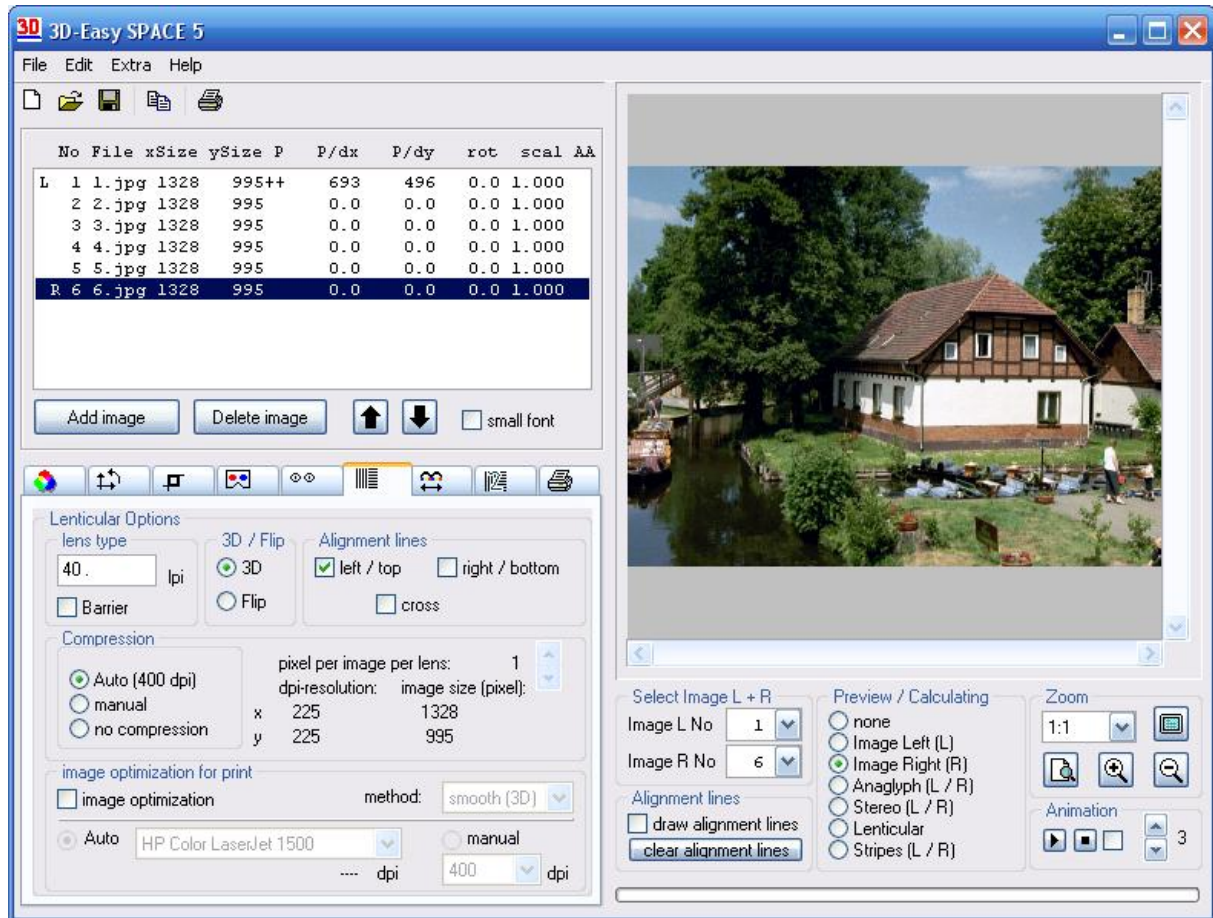 3D 3D-Easy SPACE 5
File Edit Extra Help
No File xSize ySize P P/dx P/dy rot scal AA
L 1 1.jpg 1328 995++ 693 496 0.0 1.000
2 2.jpg 1328 995 0.0 0.0 0.0 1.000
3 3.jpg 1328 995 0.0 0.0 0.0 1.000
4 4.jpg 1328 995 0.0 0.0 0.0 1.000
5 5.jpg 1328 995 0.0 0.0 0.0 1.000
R 6 6.jpg 1328 995 0.0 0.0 0.0 1.000
Add image Delete image small font
Lenticular Options
lens type 3D / Flip Alignment lines
40. lpi 3D left / top right / bottom
Barrier Flip cross
Compression
pixel per image per lens: 1
Auto (400 dpi) dpi-resolution: image size (pixel):
manual x 225 1328
no compression y 225 995
image optimization for print
image optimization method: smooth (3D)
Auto HP Color LaserJet 1500 manual
---- dpi 400 dpi
Select Image L + R
Image L No 1
Image R No 6
Alignment lines
draw alignment lines
clear alignment lines
Preview / Calculating
none
Image Left (L)
Image Right (R)
Anaglyph (L / R)
Stereo (L / R)
Lenticular
Stripes (L / R)
Zoom
1:1
Animation
3